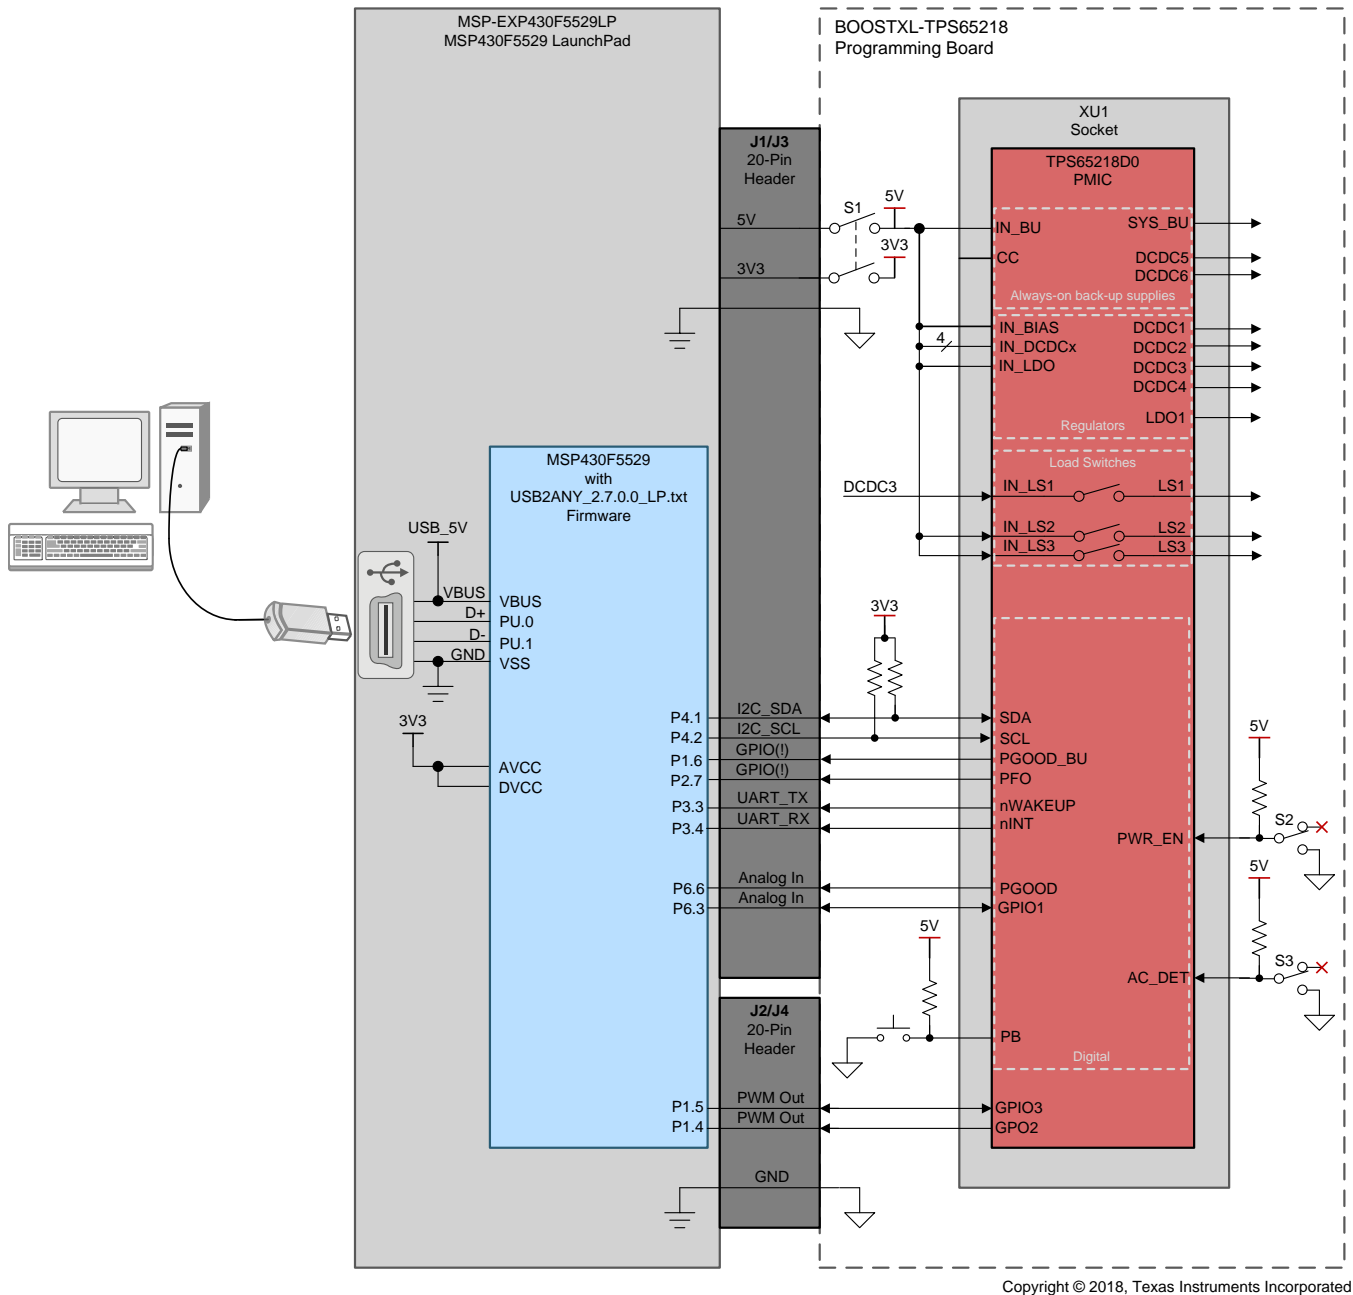 MSP-EXP430F5529LP
MSP430F5529 LaunchPad
BOOSTXL-TPS65218
Programming Board
XU1
Socket
J1/J3
20-Pin
Header
TPS65218D0
PMIC
5V
S1
5V
IN_BU
SYS_BU
3V3
3V3
CC
DCDC5
DCDC6
Always-on back-up supplies
IN_BIAS
DCDC1
4
IN_DCDCx
DCDC2
IN_LDO
DCDC3
DCDC4
LDO1
Regulators
Load Switches
DCDC3
IN_LS1
LS1
IN_LS2
LS2
IN_LS3
LS3
MSP430F5529
with
USB2ANY_2.7.0.0_LP.txt
Firmware
USB_5V
VBUS
VBUS
D+
PU.0
D-
PU.1
GND
VSS
3V3
3V3
AVCC
DVCC
P4.1
I2C_SDA
SDA
P4.2
I2C_SCL
SCL
P1.6
GPIO(!)
PGOOD_BU
P2.7
GPIO(!)
PFO
P3.3
UART_TX
nWAKEUP
P3.4
UART_RX
nINT
5V
PWR_EN
S2
P6.6
Analog In
PGOOD
P6.3
Analog In
GPIO1
5V
5V
AC_DET
S3
J2/J4
20-Pin
Header
PB
Digital
P1.5
PWM Out
GPIO3
P1.4
PWM Out
GPO2
GND
Copyright © 2018, Texas Instruments Incorporated